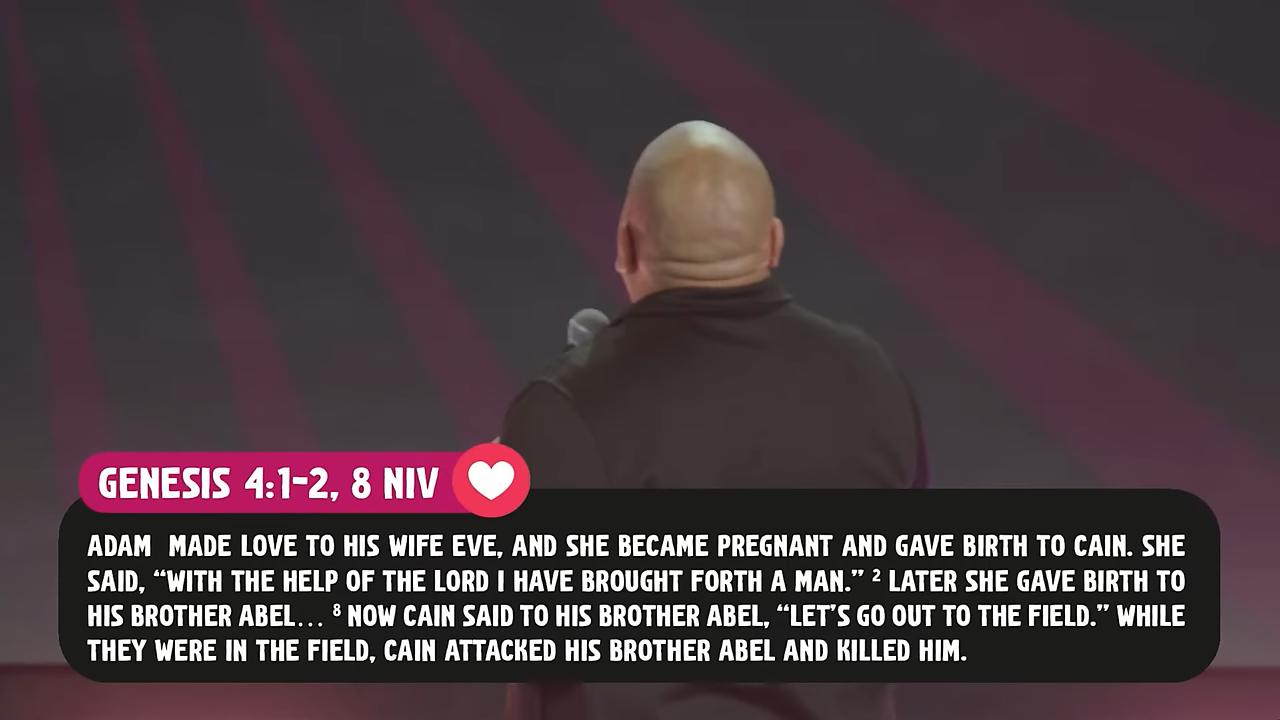 GENESIS 4:1-2, 8 NIV
ADAM MADE LOVE TO HIS WIFE EVE, AND SHE BECAME PREGNANT AND GAVE BIRTH TO CAIN. SHE
SAID, “WITH THE HELP OF THE LORD I HAVE BROUGHT FORTH A MAN.” ² LATER SHE GAVE BIRTH TO
HIS BROTHER ABEL... ⁸ NOW CAIN SAID TO HIS BROTHER ABEL, “LET’S GO OUT TO THE FIELD.” WHILE
THEY WERE IN THE FIELD, CAIN ATTACKED HIS BROTHER ABEL AND KILLED HIM.